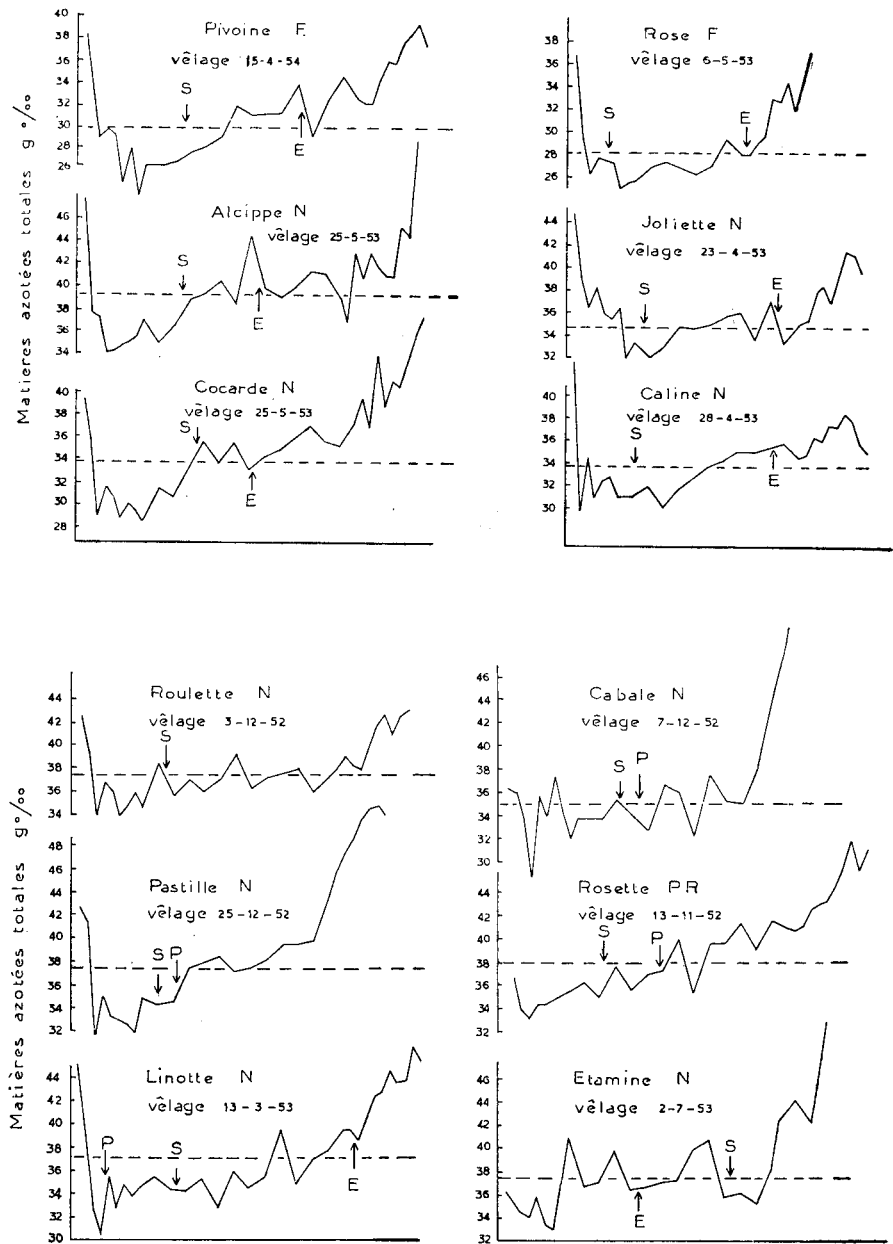 Matières azotées totales g°/₀₀
40
38
36
34
32
30
28
26
Pivoine F
vêlage 15-4-54
S
E
46
44
42
40
38
36
34
Alcippe N
vêlage 25-5-53
S
E
40
38
36
34
32
30
28
Cocarde N
vêlage 25-5-53
S
E
38
36
34
32
30
28
26
Rose F
vêlage 6-5-53
S
E
44
42
40
38
36
34
32
Joliette N
vêlage 23-4-53
S
E
40
38
36
34
32
30
Caline N
vêlage 28-4-53
S
E
Matières azotées totales g°/₀₀
44
42
40
38
36
34
Roulette N
vêlage 3-12-52
S
48
46
44
42
40
38
36
34
32
Pastille N
vêlage 25-12-52
S P
44
42
40
38
36
34
32
30
Linotte N
vêlage 13-3-53
P
S
E
46
44
42
40
38
36
34
32
30
Cabale N
vêlage 7-12-52
S P
44
42
40
38
36
34
32
Rosette PR
vêlage 13-11-52
S
P
46
44
42
40
38
36
34
32
Etamine N
vêlage 2-7-53
S
E